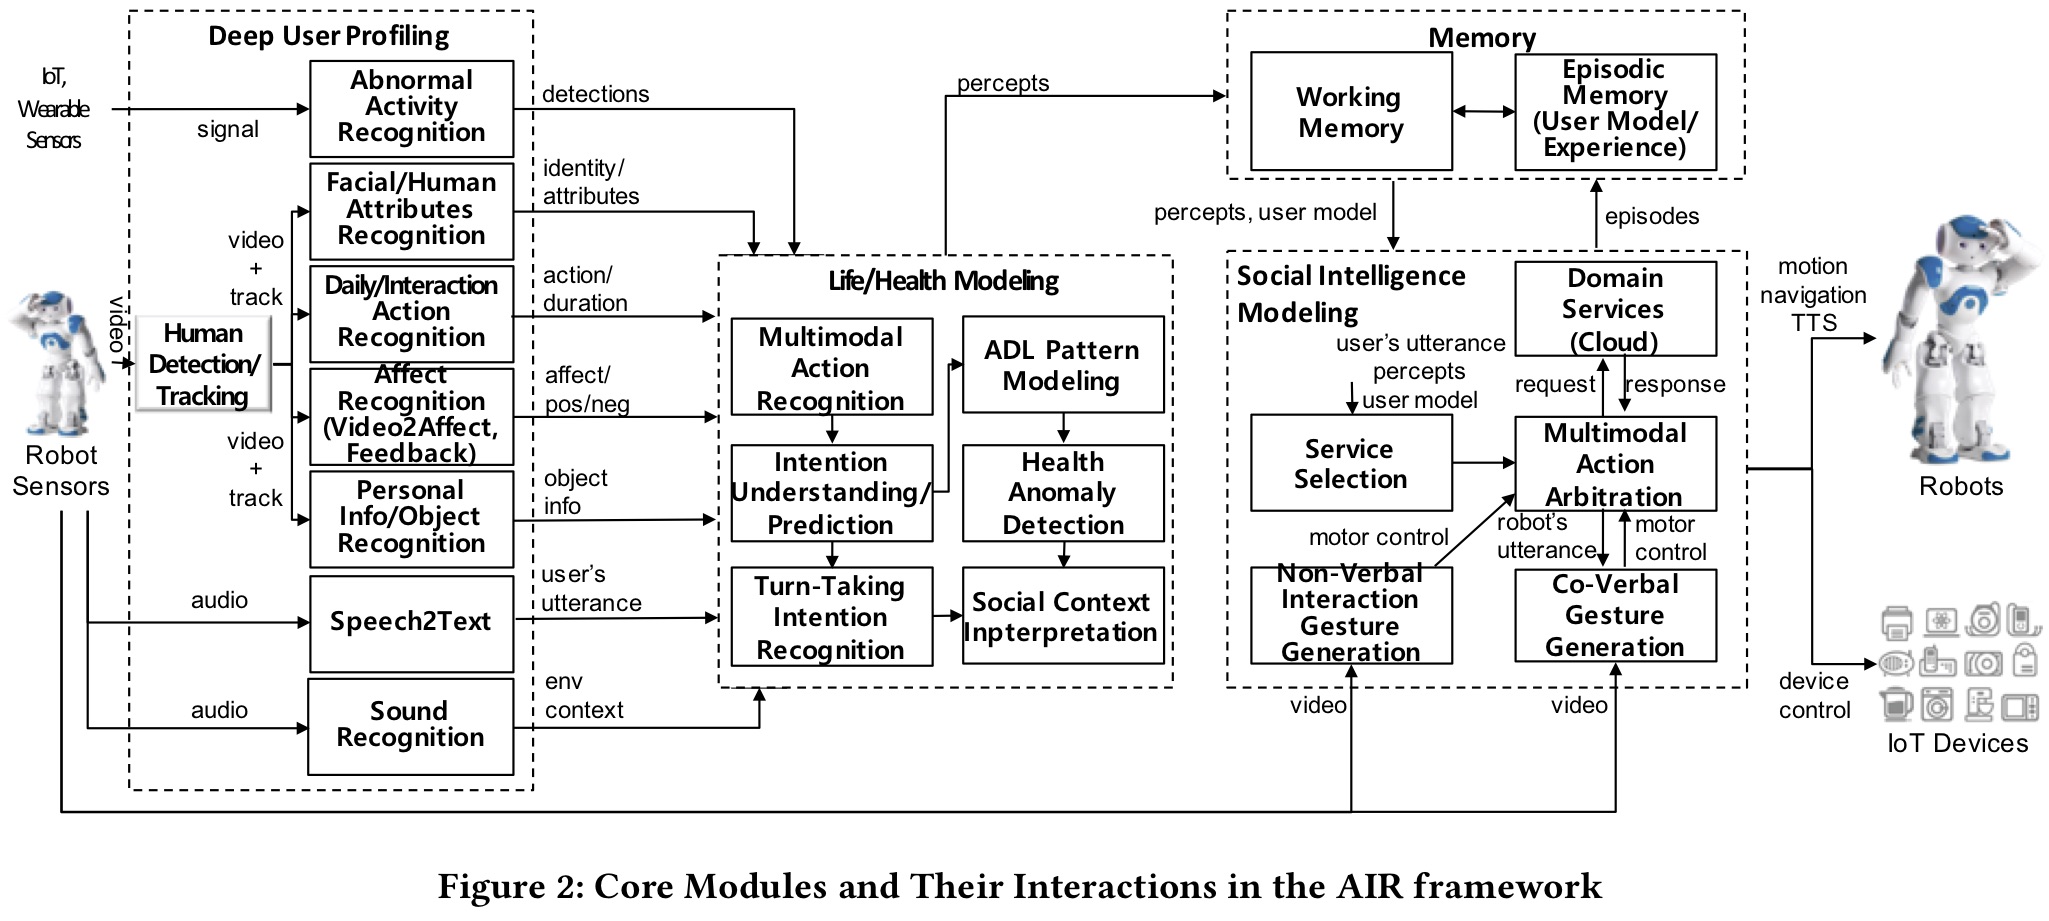 Deep User Profiling
IoT,
Wearable
Sensors
signal
Abnormal
Activity
Recognition
detections
Facial/Human
Attributes
Recognition
identity/
attributes
video
+
track
Daily/Interaction
Action
Recognition
action/
duration
video
Human
Detection/
Tracking
Affect
Recognition
(Video2Affect,
Feedback)
affect/
pos/neg
video
+
track
Personal
Info/Object
Recognition
object
info
Robot
Sensors
audio
Speech2Text
user's
utterance
audio
Sound
Recognition
env
context
Life/Health Modeling
Multimodal
Action
Recognition
ADL Pattern
Modeling
Intention
Understanding/
Prediction
Health
Anomaly
Detection
Turn-Taking
Intention
Recognition
Social Context
Inpterpretation
percepts
Memory
Working
Memory
Episodic
Memory
(User Model/
Experience)
percepts, user model
episodes
Social Intelligence
Modeling
Domain
Services
(Cloud)
user's utterance
percepts
user model
request
response
Service
Selection
Multimodal
Action
Arbitration
motor control
robot's
utterance
motor
control
Non-Verbal
Interaction
Gesture
Generation
Co-Verbal
Gesture
Generation
video
video
motion
navigation
TTS
Robots
device
control
IoT Devices
Figure 2: Core Modules and Their Interactions in the AIR framework